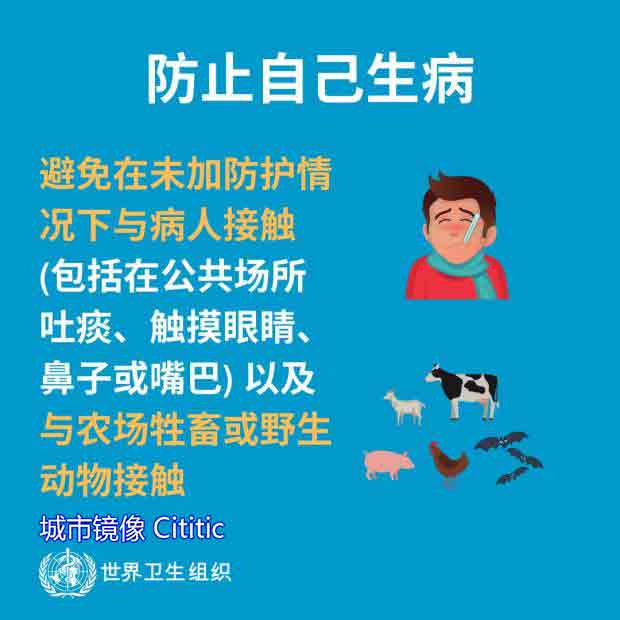 防止自己生病
避免在未加防护情
况下与病人接触
(包括在公共场所
吐痰、触摸眼睛、
鼻子或嘴巴) 以及
与农场牲畜或野生
动物接触
城市镜像 Cititic
世界卫生组织